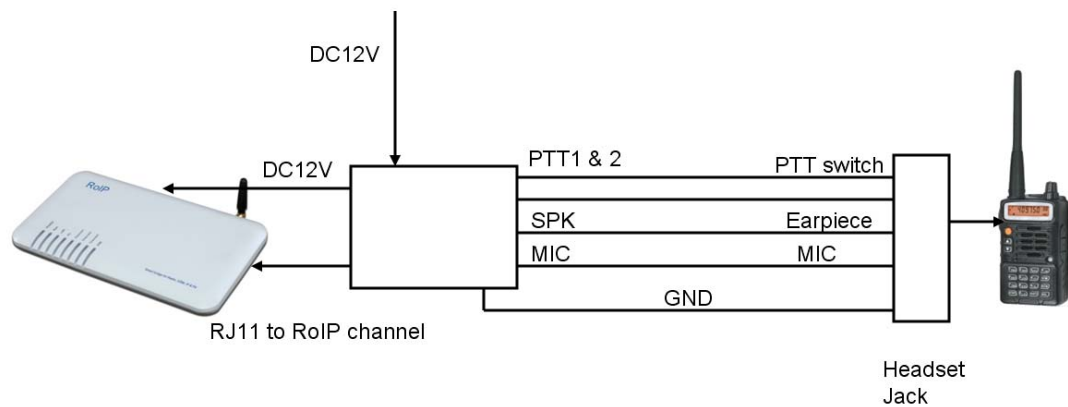 DC12V
DC12V
PTT1 & 2
PTT switch
RoIP
SPK
Earpiece
MIC
MIC
GND
RJ11 to RoIP channel
Headset
Jack